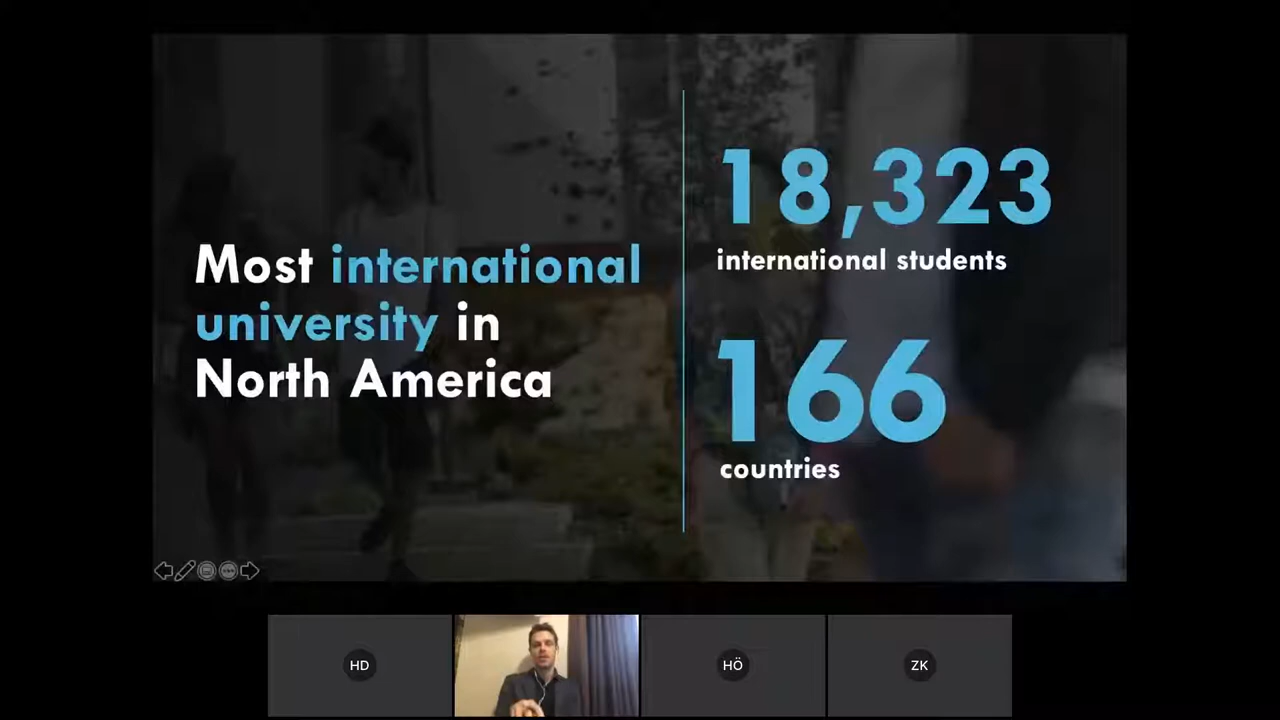 Most international
university in
North America
18,323
international students
166
countries
HD
HÖ
ZK